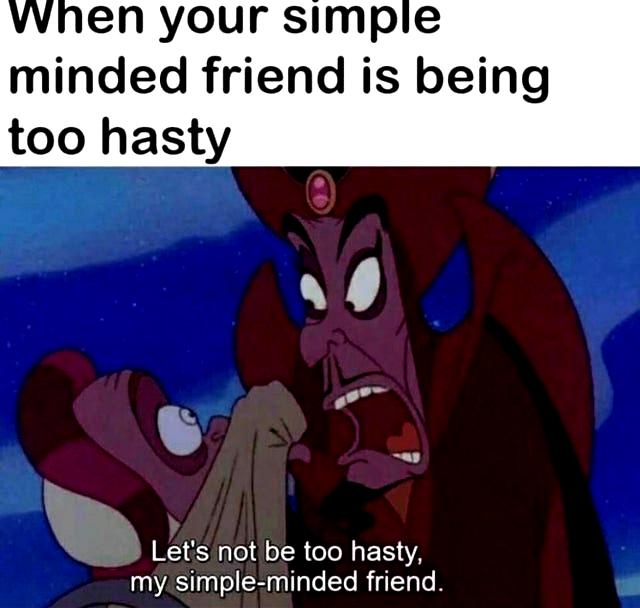 When your simple
minded friend is being
too hasty
Let's not be too hasty,
my simple-minded friend.